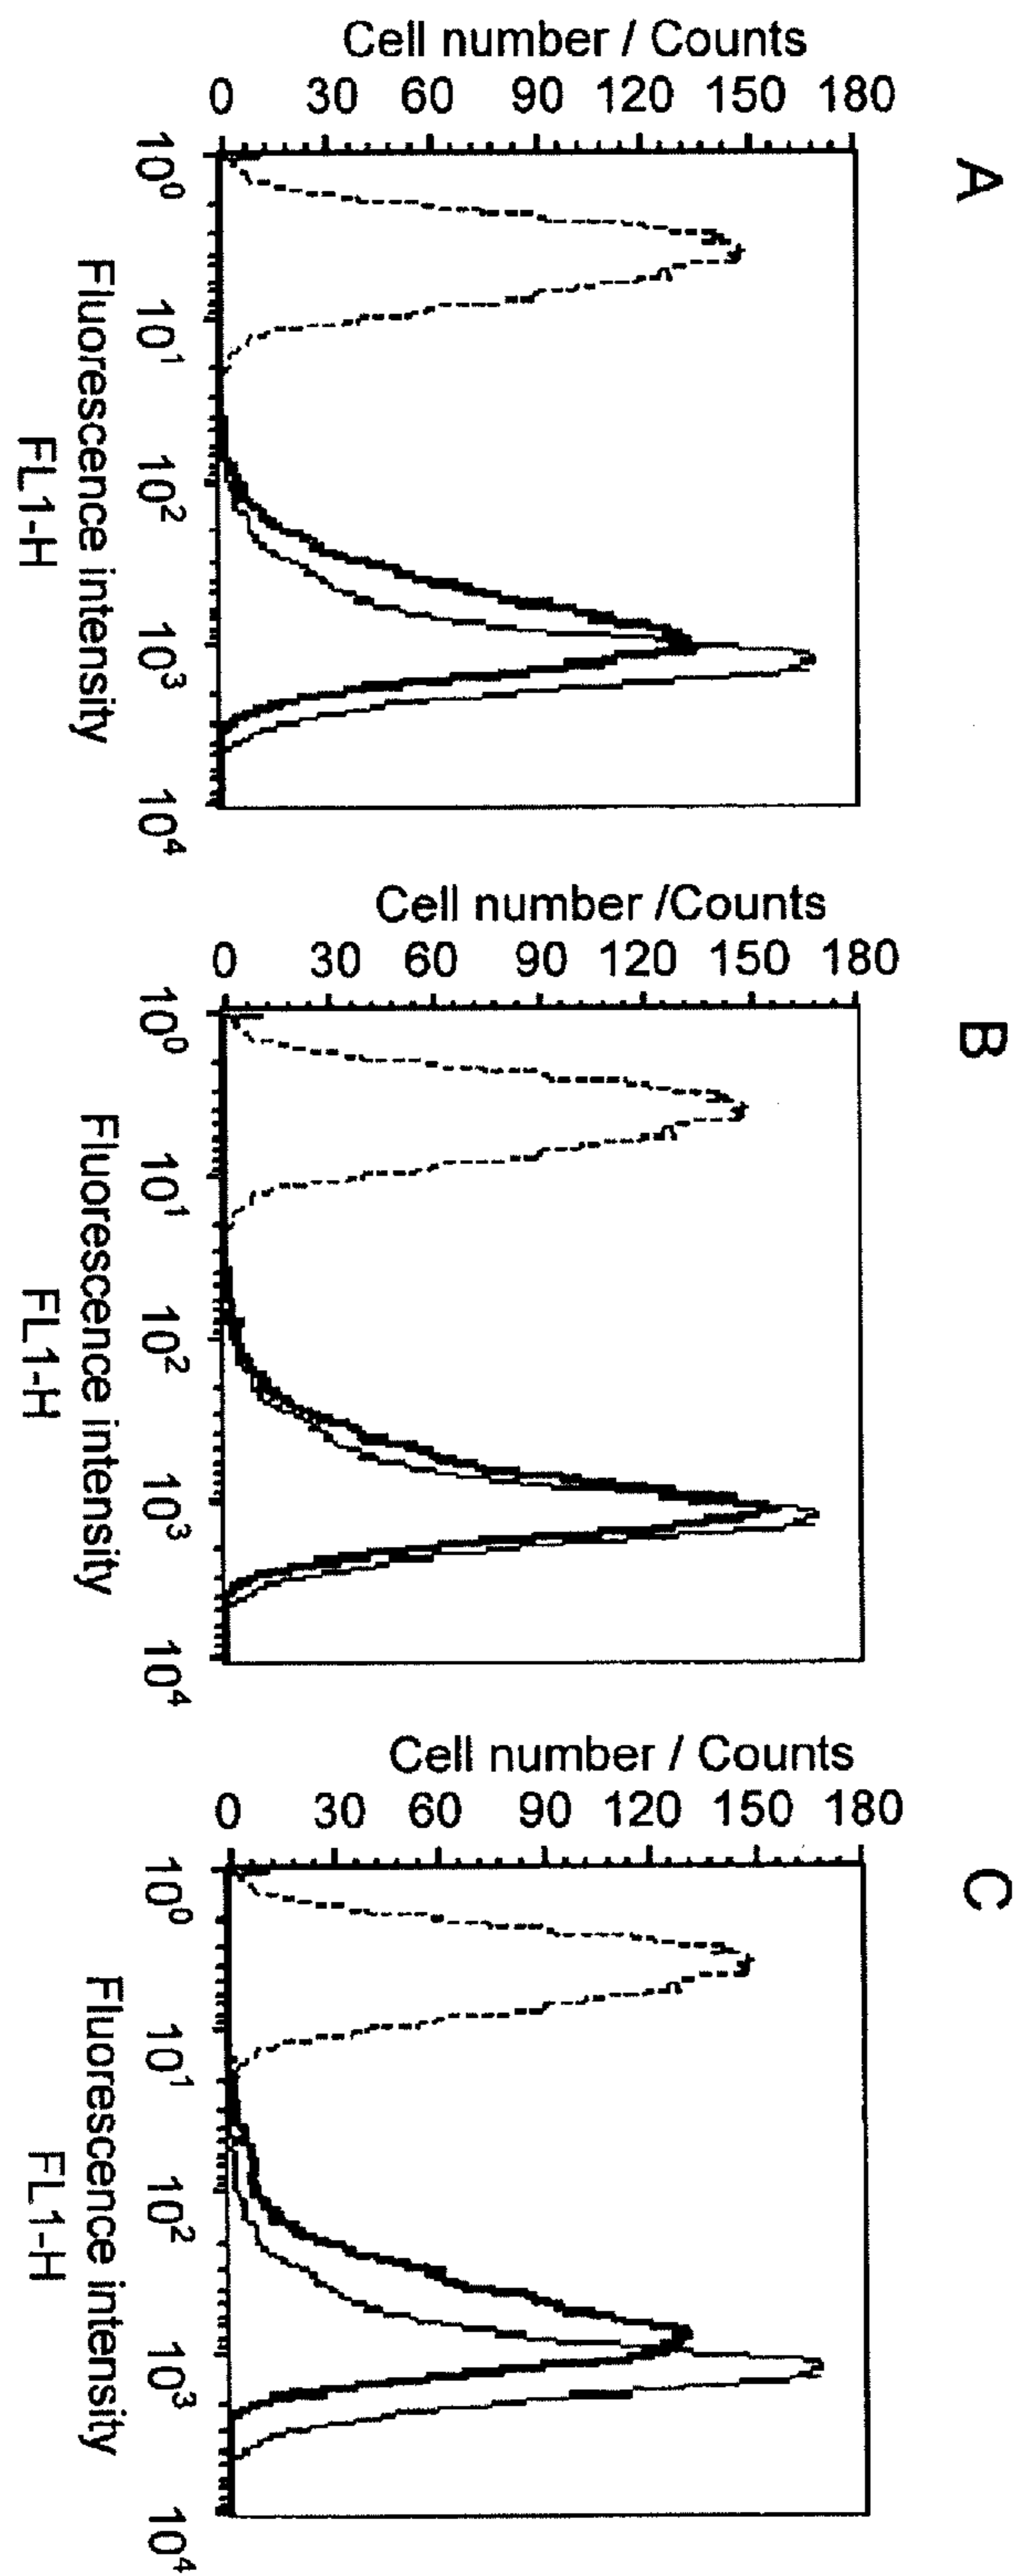 A
Cell number / Counts
0 30 60 90 120 150 180
10⁰ 10¹ 10² 10³ 10⁴
Fluorescence intensity
FL1-H
B
Cell number /Counts
0 30 60 90 120 150 180
10⁰ 10¹ 10² 10³ 10⁴
Fluorescence intensity
FL1-H
C
Cell number / Counts
0 30 60 90 120 150 180
10⁰ 10¹ 10² 10³ 10⁴
Fluorescence intensity
FL1-H